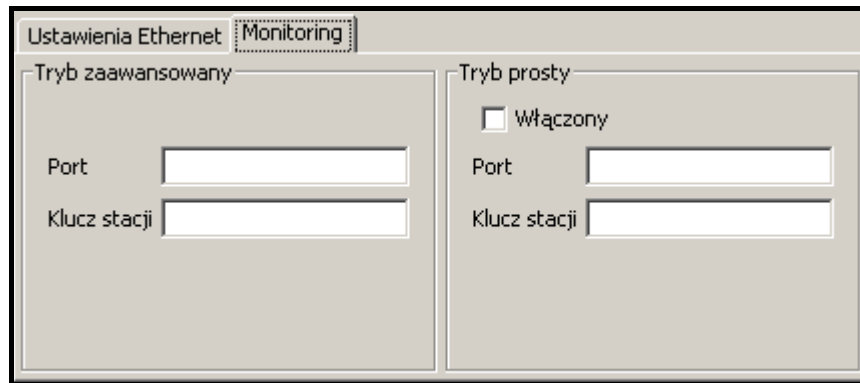 Ustawienia Ethernet
Monitoring
Tryb zaawansowany
Port
Klucz stacji
Tryb prosty
Włączony
Port
Klucz stacji